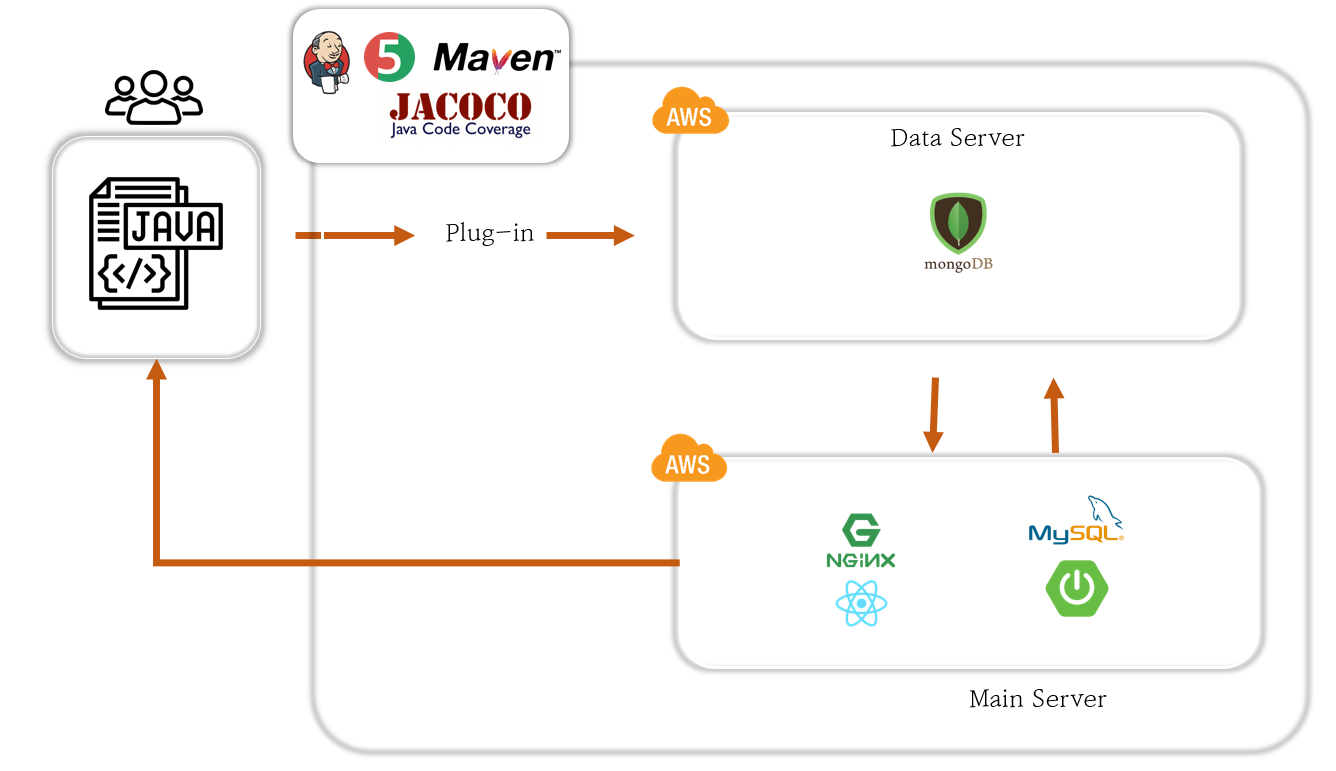 5 Maven™
JACOCO
Java Code Coverage
AWS
Data Server
JAVA
Plug-in
</>
mongoDB
AWS
MySQL®
NGiNX
Main Server